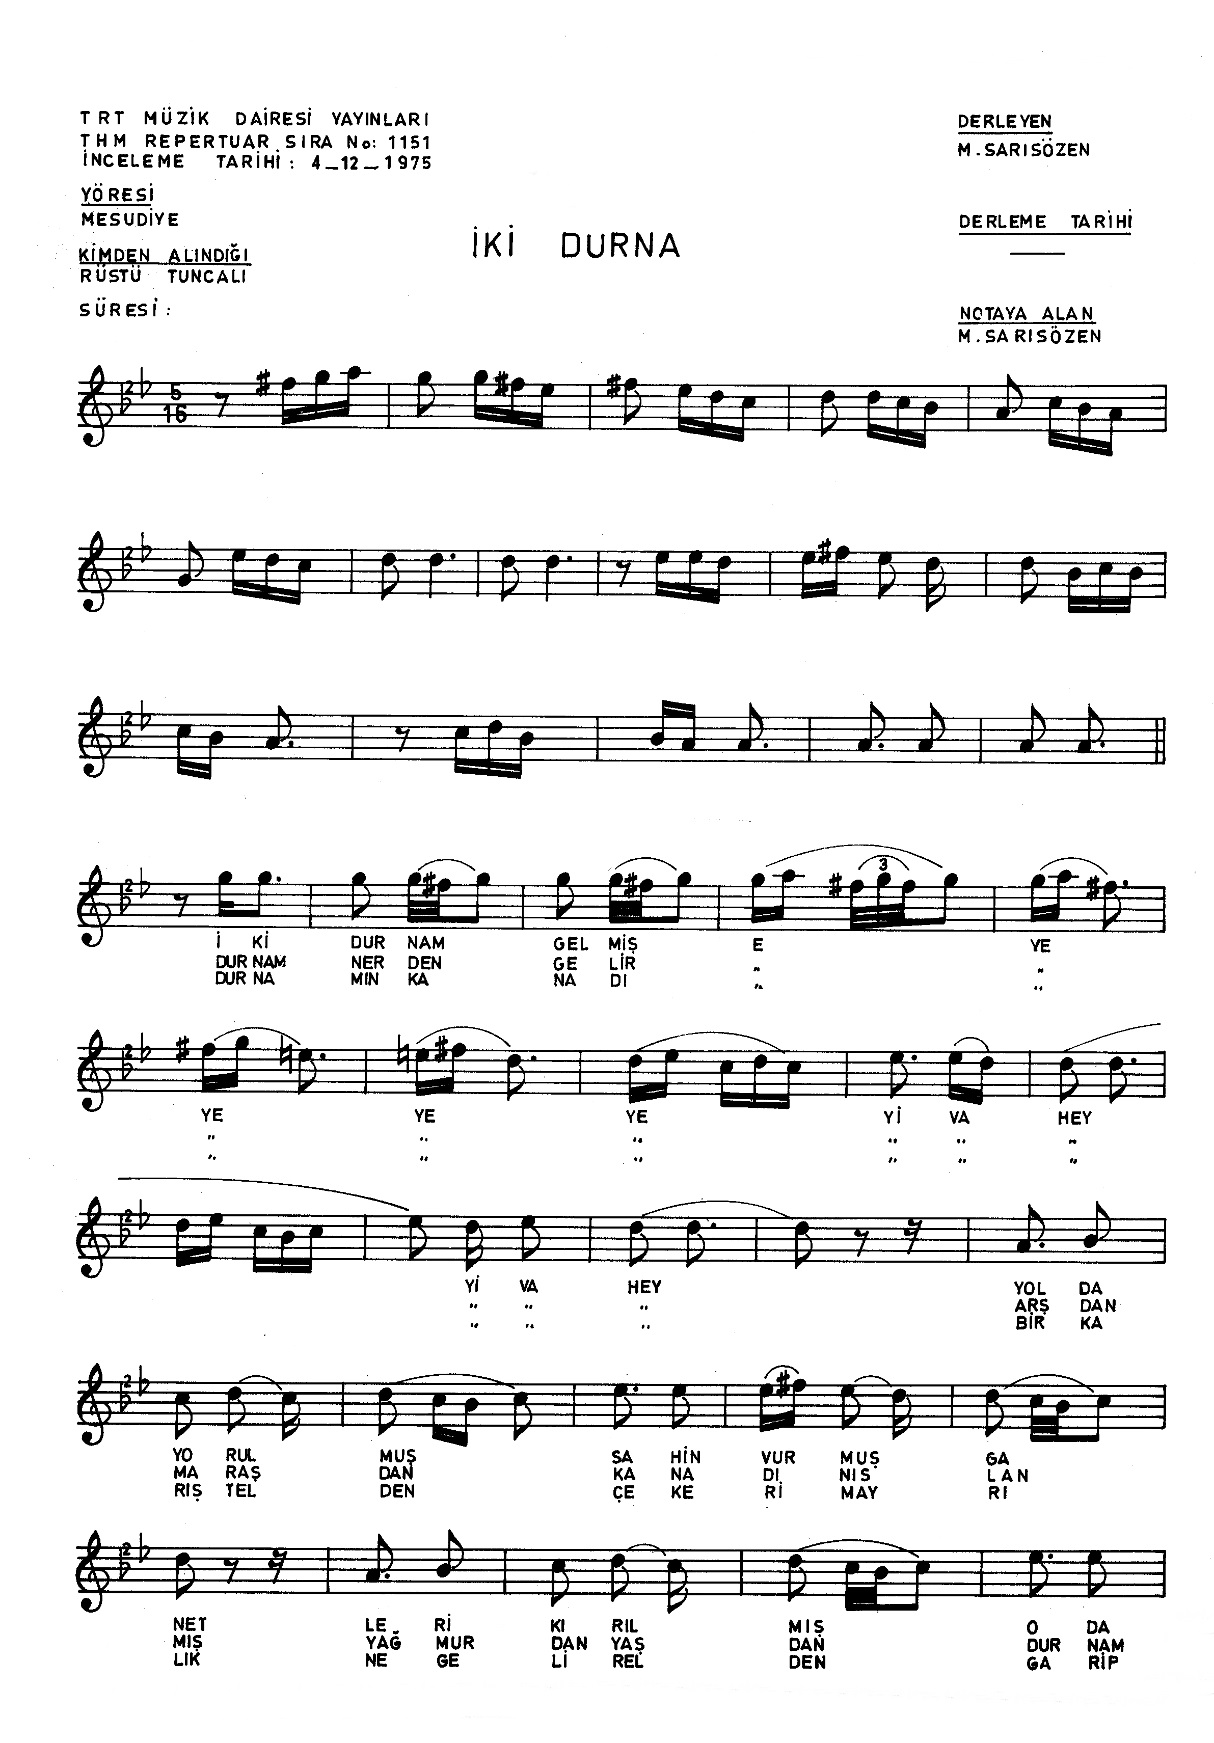 TRT MÜZİK DAİRESİ YAYINLARI
THM REPERTUAR SIRA No: 1151
İNCELEME TARİHİ: 4_12_1975
YÖRESİ
MESUDİYE
KİMDEN ALINDIĞI
RÜSTÜ TUNCALI
SÜRESİ:
DERLEYEN
M.SARISÖZEN
DERLEME TARİHİ
NOTAYA ALAN
M.SARISÖZEN
İKİ DURNA
5
16
3
İ Kİ DUR NAM GEL MİŞ E YE
DUR NAM NER DEN GE LİR " "
DUR NA MIN KA NA DI " "
YE YE YE Yİ VA HEY
" " " " " "
" " " " " "
Yİ VA HEY YOL DA
" " " ARŞ DAN
" " " BİR KA
YO RUL MUŞ SA HİN VUR MUŞ GA
MA RAŞ DAN KA NA DI NIS LAN
RIŞ TEL DEN ÇE KE Rİ MAY RI
NET LE Rİ KI RIL MIŞ O DA
MIŞ YAĞ MUR DAN YAŞ DAN DUR NAM
LIK NE GE Lİ REL DEN GA RİP